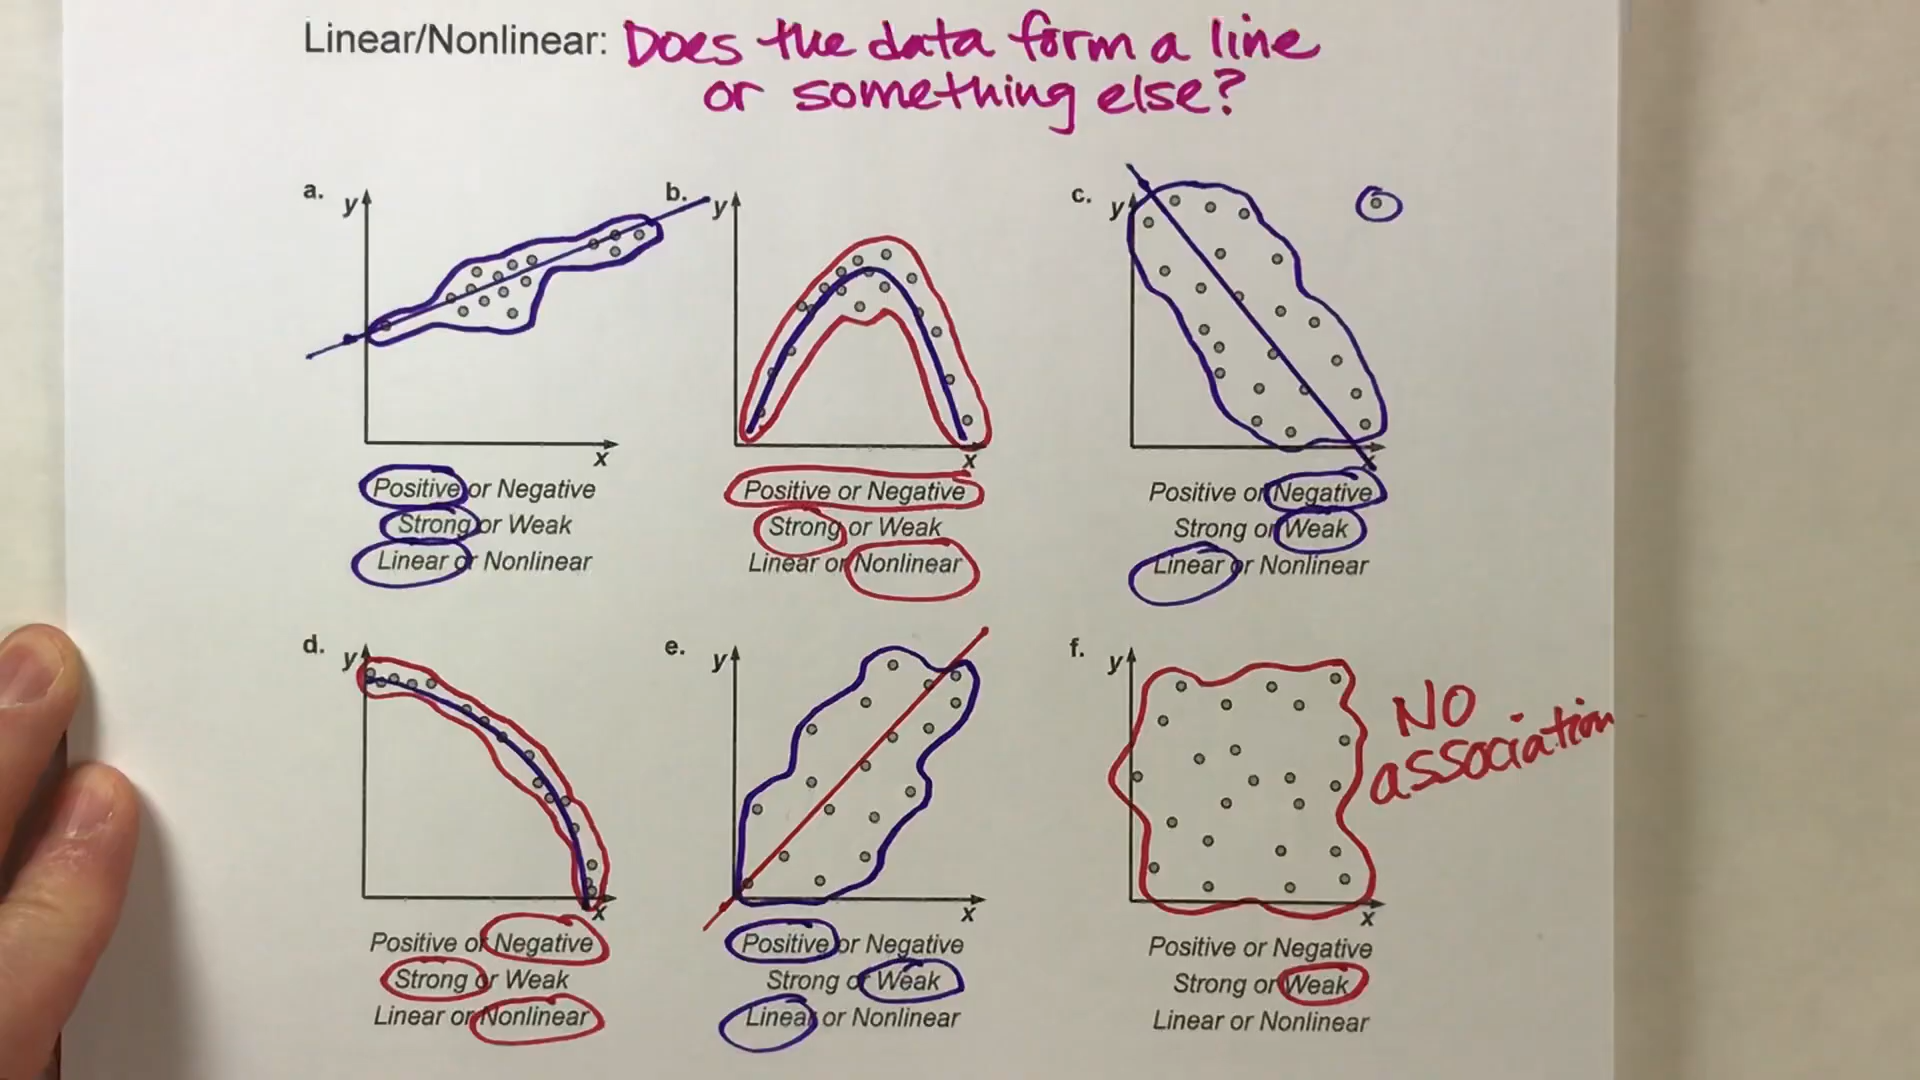 Linear/Nonlinear: Does the data form a line
or something else?
a. y
b. y
c. y
x
x
x
Positive or Negative
Strong or Weak
Linear or Nonlinear
Positive or Negative
Strong or Weak
Linear or Nonlinear
Positive or Negative
Strong or Weak
Linear or Nonlinear
d. y
e. y
f. y
NO
association
x
x
x
Positive or Negative
Strong or Weak
Linear or Nonlinear
Positive or Negative
Strong or Weak
Linear or Nonlinear
Positive or Negative
Strong or Weak
Linear or Nonlinear